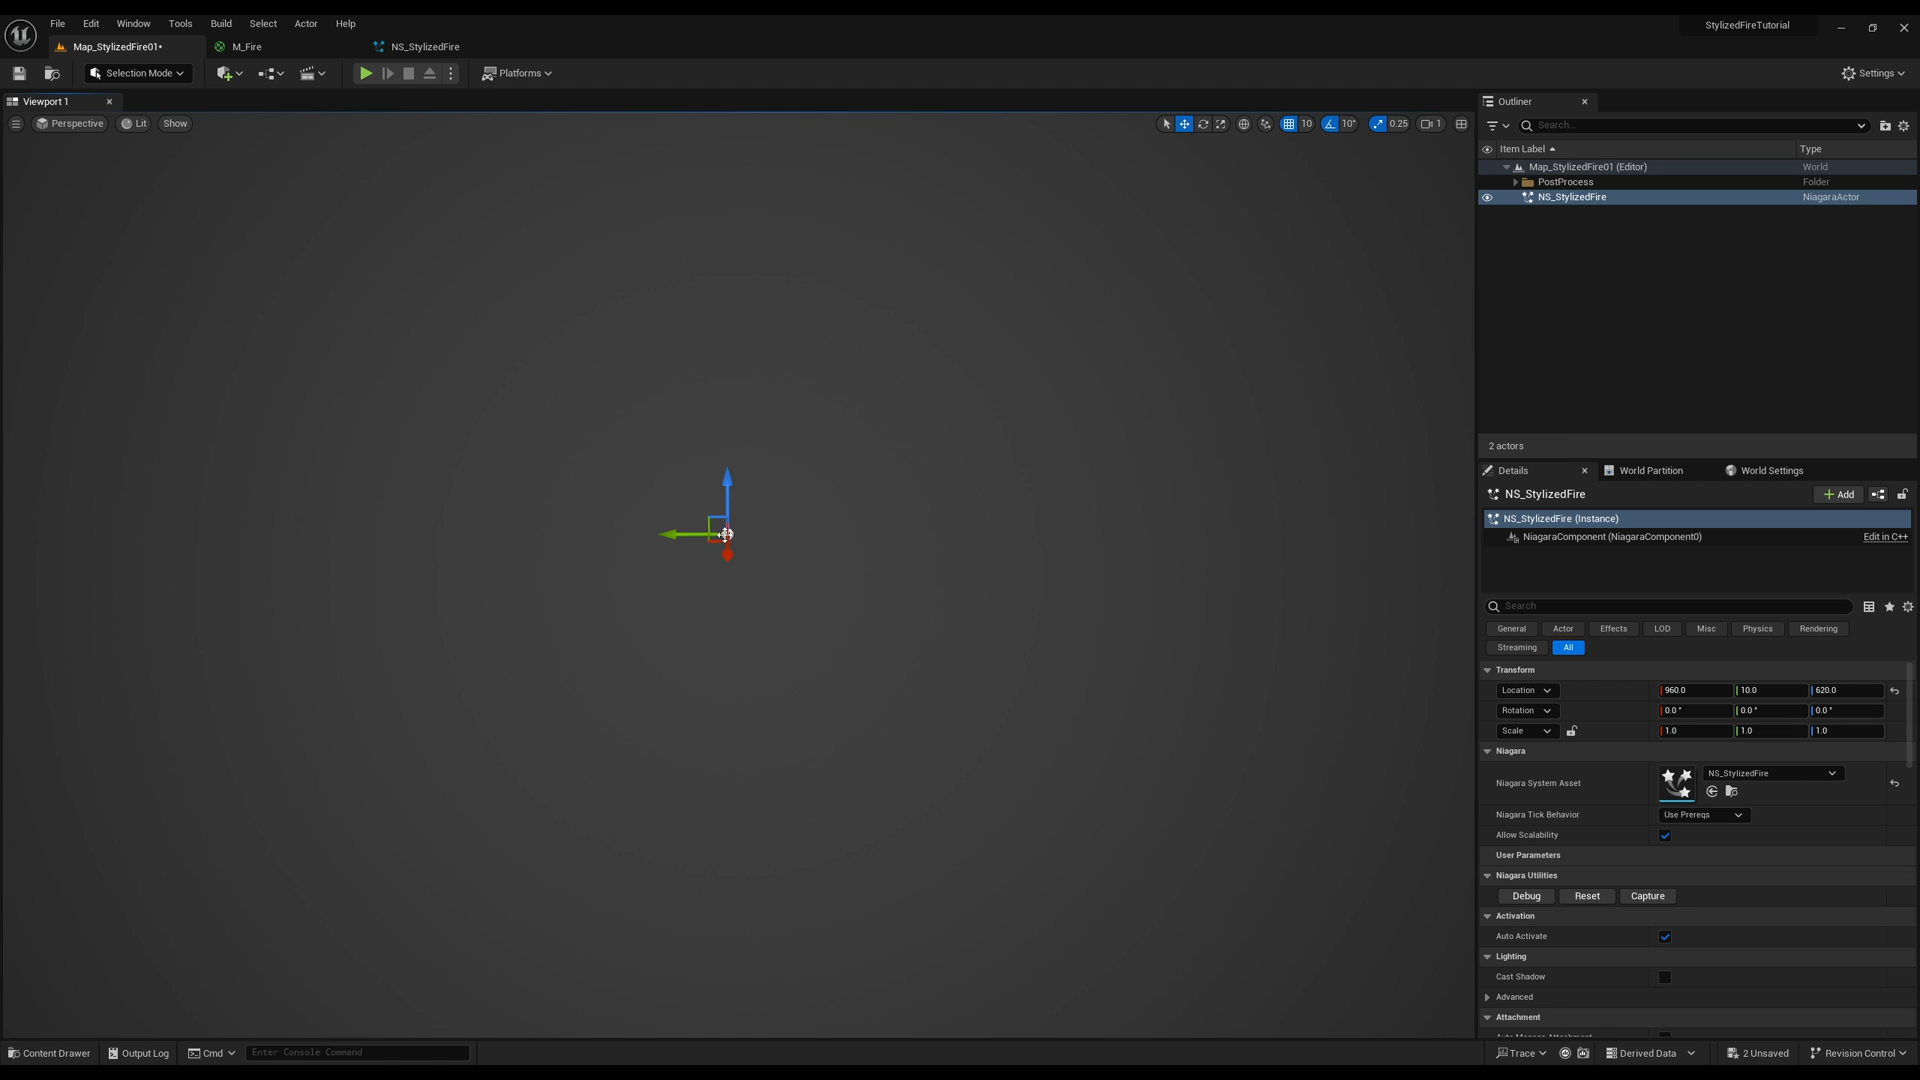 File Edit Window Tools Build Select Actor Help
StylizedFireTutorial
Map_StylizedFire01*
M_Fire
NS_StylizedFire
Selection Mode
Platforms
Settings
Viewport 1
Perspective
Lit
Show
10
10°
0.25
1
Outliner
Search...
Item Label
Type
Map_StylizedFire01 (Editor)
World
PostProcess
Folder
NS_StylizedFire
NiagaraActor
2 actors
Details
World Partition
World Settings
NS_StylizedFire
Add
NS_StylizedFire (Instance)
NiagaraComponent (NiagaraComponent0)
Edit in C++
Search
General Actor Effects LOD Misc Physics Rendering
Streaming All
Transform
Location 960.0 10.0 620.0
Rotation 0.0 ° 0.0 ° 0.0 °
Scale 1.0 1.0 1.0
Niagara
Niagara System Asset
NS_StylizedFire
Niagara Tick Behavior
Use Prereqs
Allow Scalability
User Parameters
Niagara Utilities
Debug Reset Capture
Activation
Auto Activate
Lighting
Cast Shadow
Advanced
Attachment
Content Drawer
Output Log
Cmd
Enter Console Command
Trace
Derived Data
2 Unsaved
Revision Control